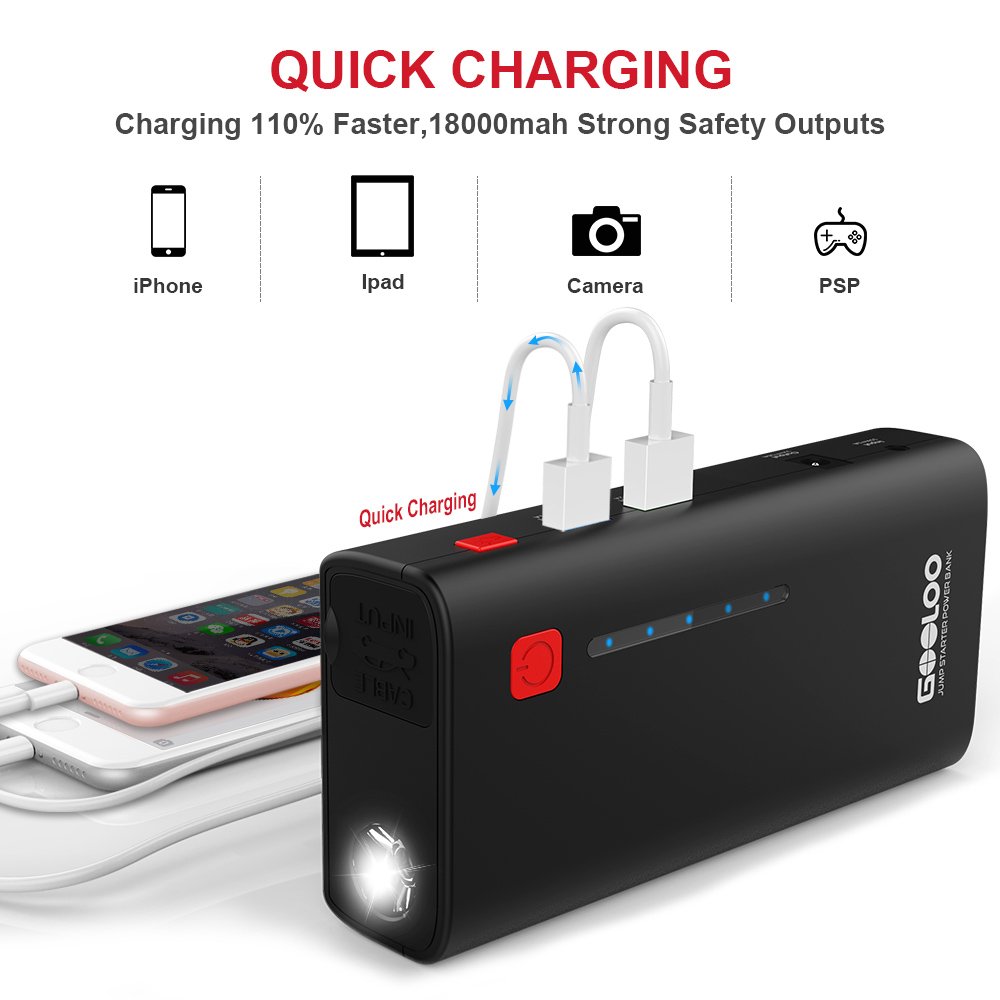 QUICK CHARGING
Charging 110% Faster,18000mah Strong Safety Outputs
iPhone
Ipad
Camera
PSP
Quick Charging
INPUT
CABLE
GOOLOO
JUMP STARTER POWER BANK